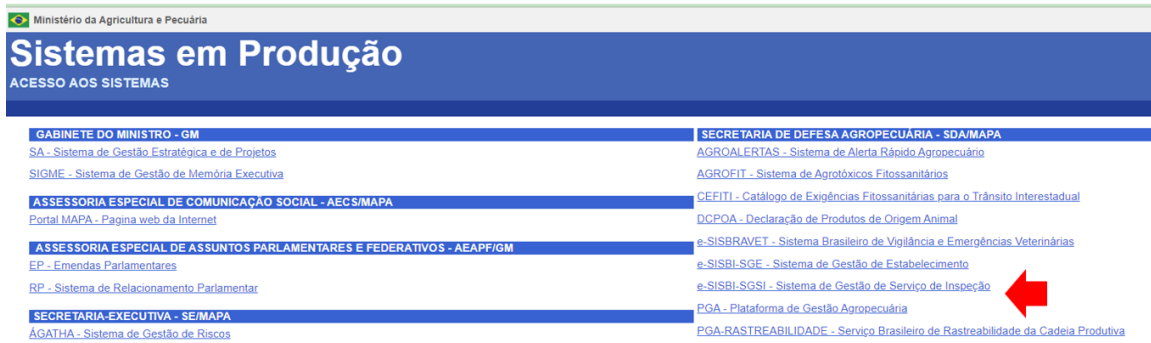 Ministério da Agricultura e Pecuária
Sistemas em Produção
ACESSO AOS SISTEMAS
GABINETE DO MINISTRO - GM
SA - Sistema de Gestão Estratégica e de Projetos
SIGME - Sistema de Gestão de Memória Executiva
ASSESSORIA ESPECIAL DE COMUNICAÇÃO SOCIAL - AECS/MAPA
Portal MAPA - Pagina web da Internet
ASSESSORIA ESPECIAL DE ASSUNTOS PARLAMENTARES E FEDERATIVOS - AEAPF/GM
EP - Emendas Parlamentares
RP - Sistema de Relacionamento Parlamentar
SECRETARIA-EXECUTIVA - SE/MAPA
ÁGATHA - Sistema de Gestão de Riscos
SECRETARIA DE DEFESA AGROPECUÁRIA - SDA/MAPA
AGROALERTAS - Sistema de Alerta Rápido Agropecuário
AGROFIT - Sistema de Agrotóxicos Fitossanitários
CEFITI - Catálogo de Exigências Fitossanitárias para o Trânsito Interestadual
DCPOA - Declaração de Produtos de Origem Animal
e-SISBRAVET - Sistema Brasileiro de Vigilância e Emergências Veterinárias
e-SISBI-SGE - Sistema de Gestão de Estabelecimento
e-SISBI-SGSI - Sistema de Gestão de Serviço de Inspeção
PGA - Plataforma de Gestão Agropecuária
PGA-RASTREABILIDADE - Serviço Brasileiro de Rastreabilidade da Cadeia Produtiva